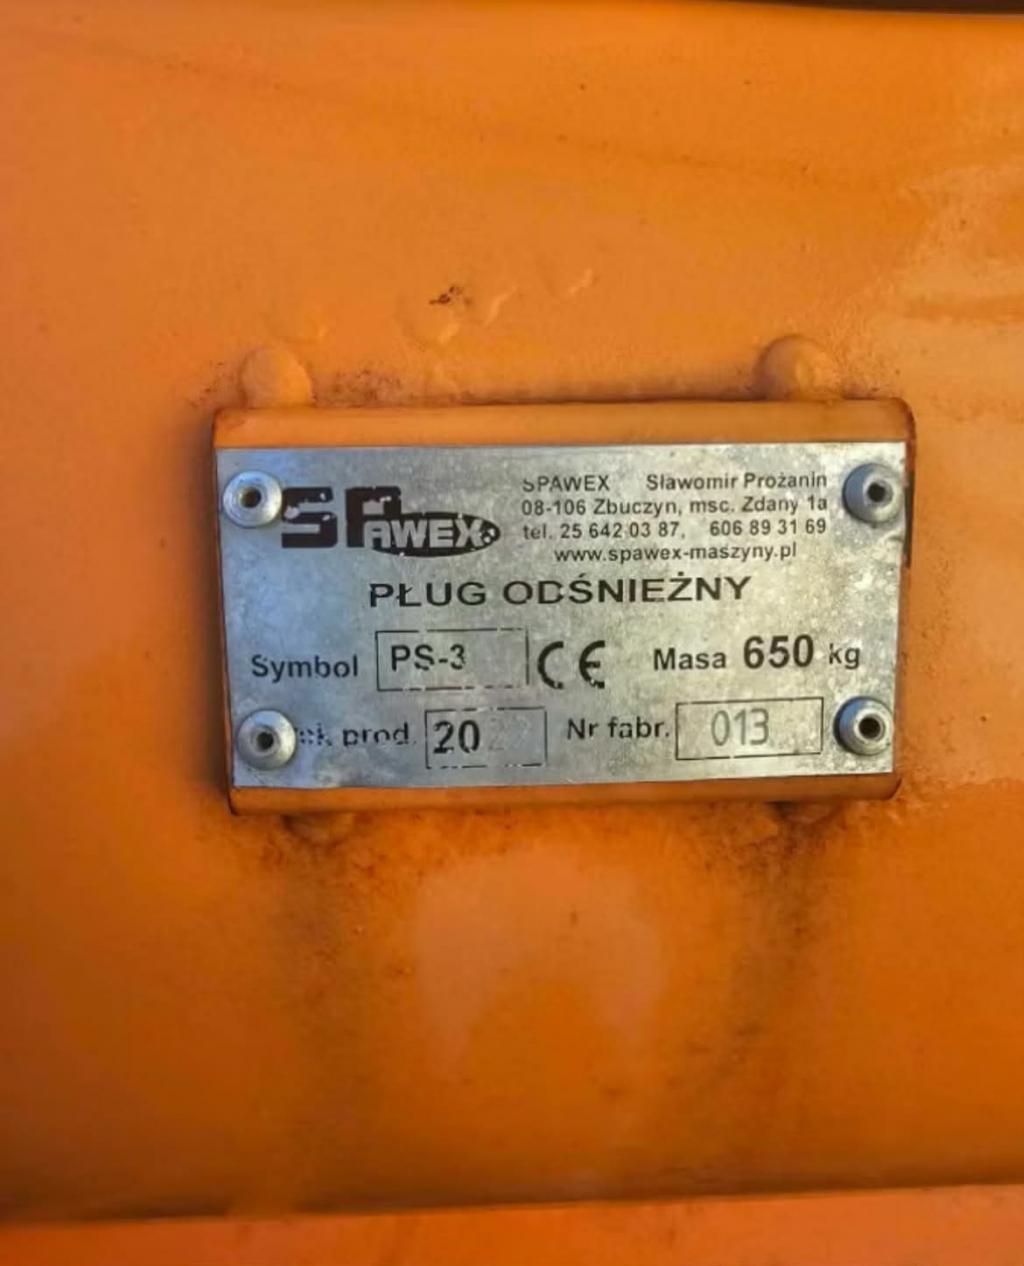 SPAWEX
SPAWEX Sławomir Prożanin
08-106 Zbuczyn, msc. Zdany 1a
tel. 25 642 03 87, 606 89 31 69
www.spawex-maszyny.pl
PŁUG ODŚNIEŻNY
Symbol PS-3 CE Masa 650 kg
prod. 20 Nr fabr. 013